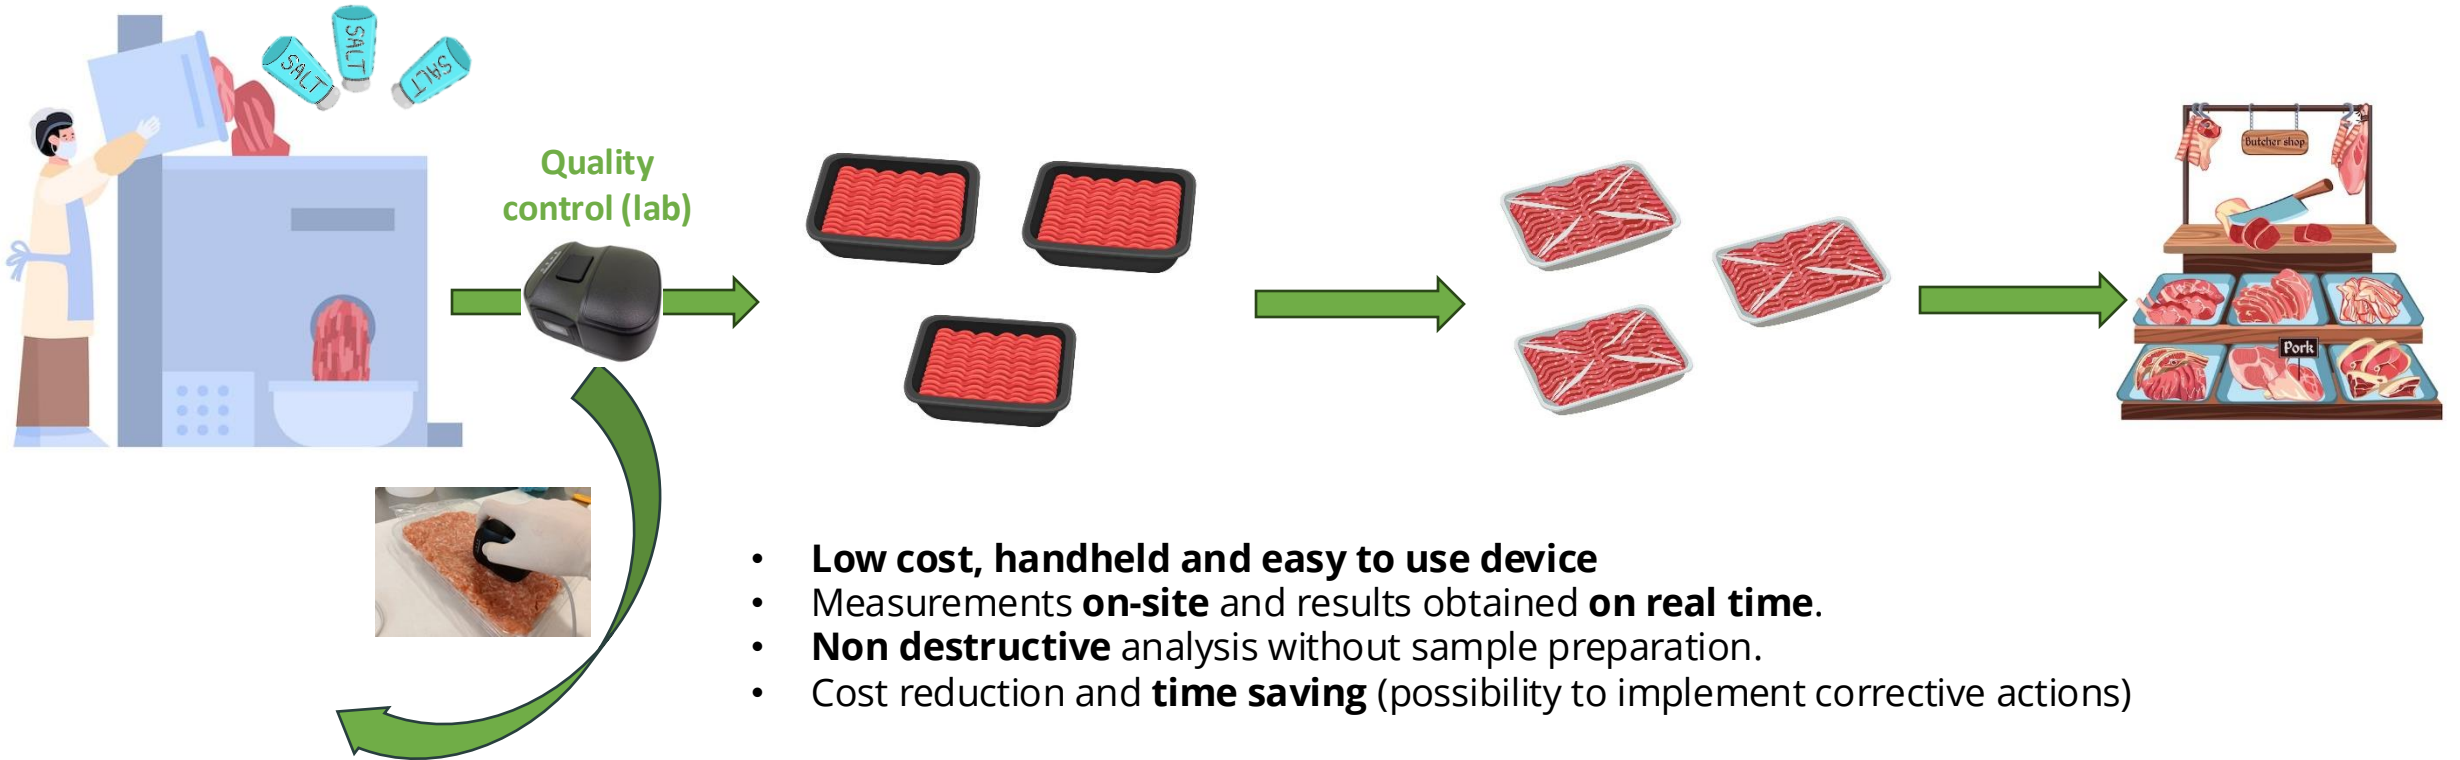 SALT
SALT
SALT
Quality
control (lab)
Butcher shop
Pork
• Low cost, handheld and easy to use device
• Measurements on-site and results obtained on real time.
• Non destructive analysis without sample preparation.
• Cost reduction and time saving (possibility to implement corrective actions)